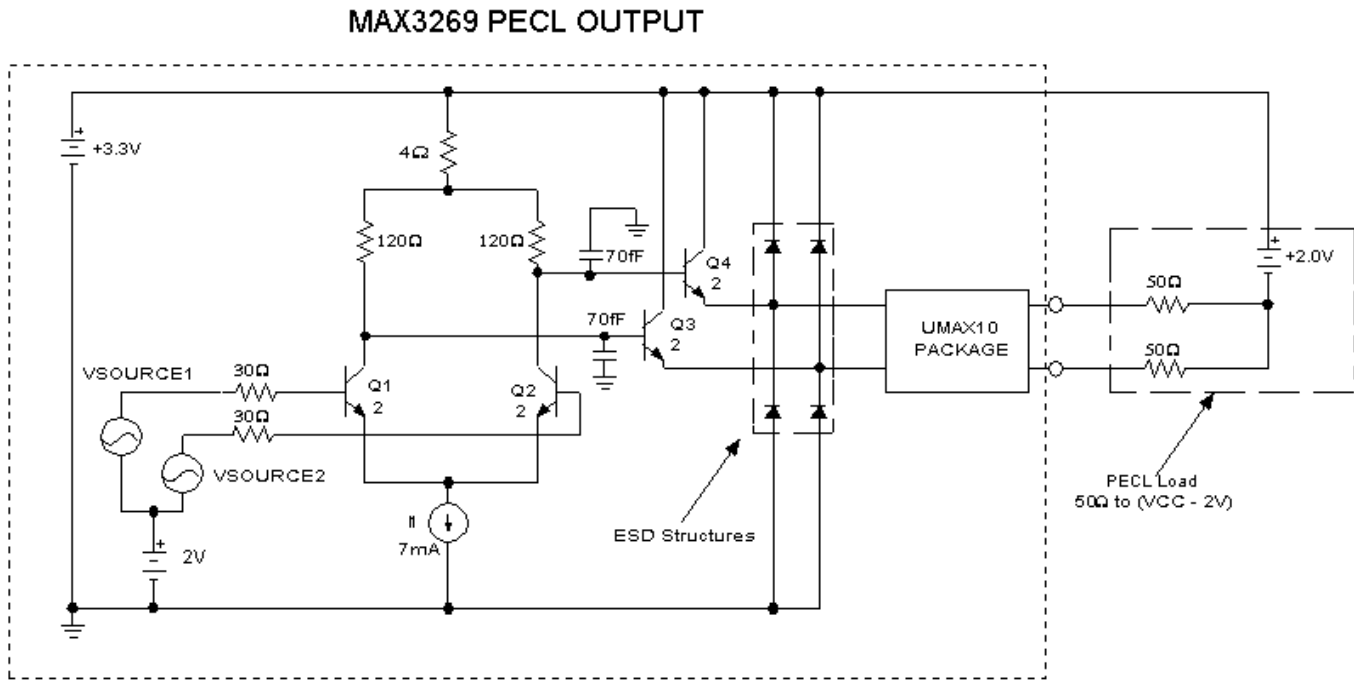 MAX3269 PECL OUTPUT
+
+3.3V
4Ω
120Ω
120Ω
70fF
Q4
2
+
+2.0V
50Ω
70fF
Q3
2
UMAX10
PACKAGE
50Ω
VSOURCE1
30Ω
Q1
2
Q2
2
30Ω
VSOURCE2
PECL Load
50Ω to (VCC - 2V)
ESD Structures
7mA
+
2V